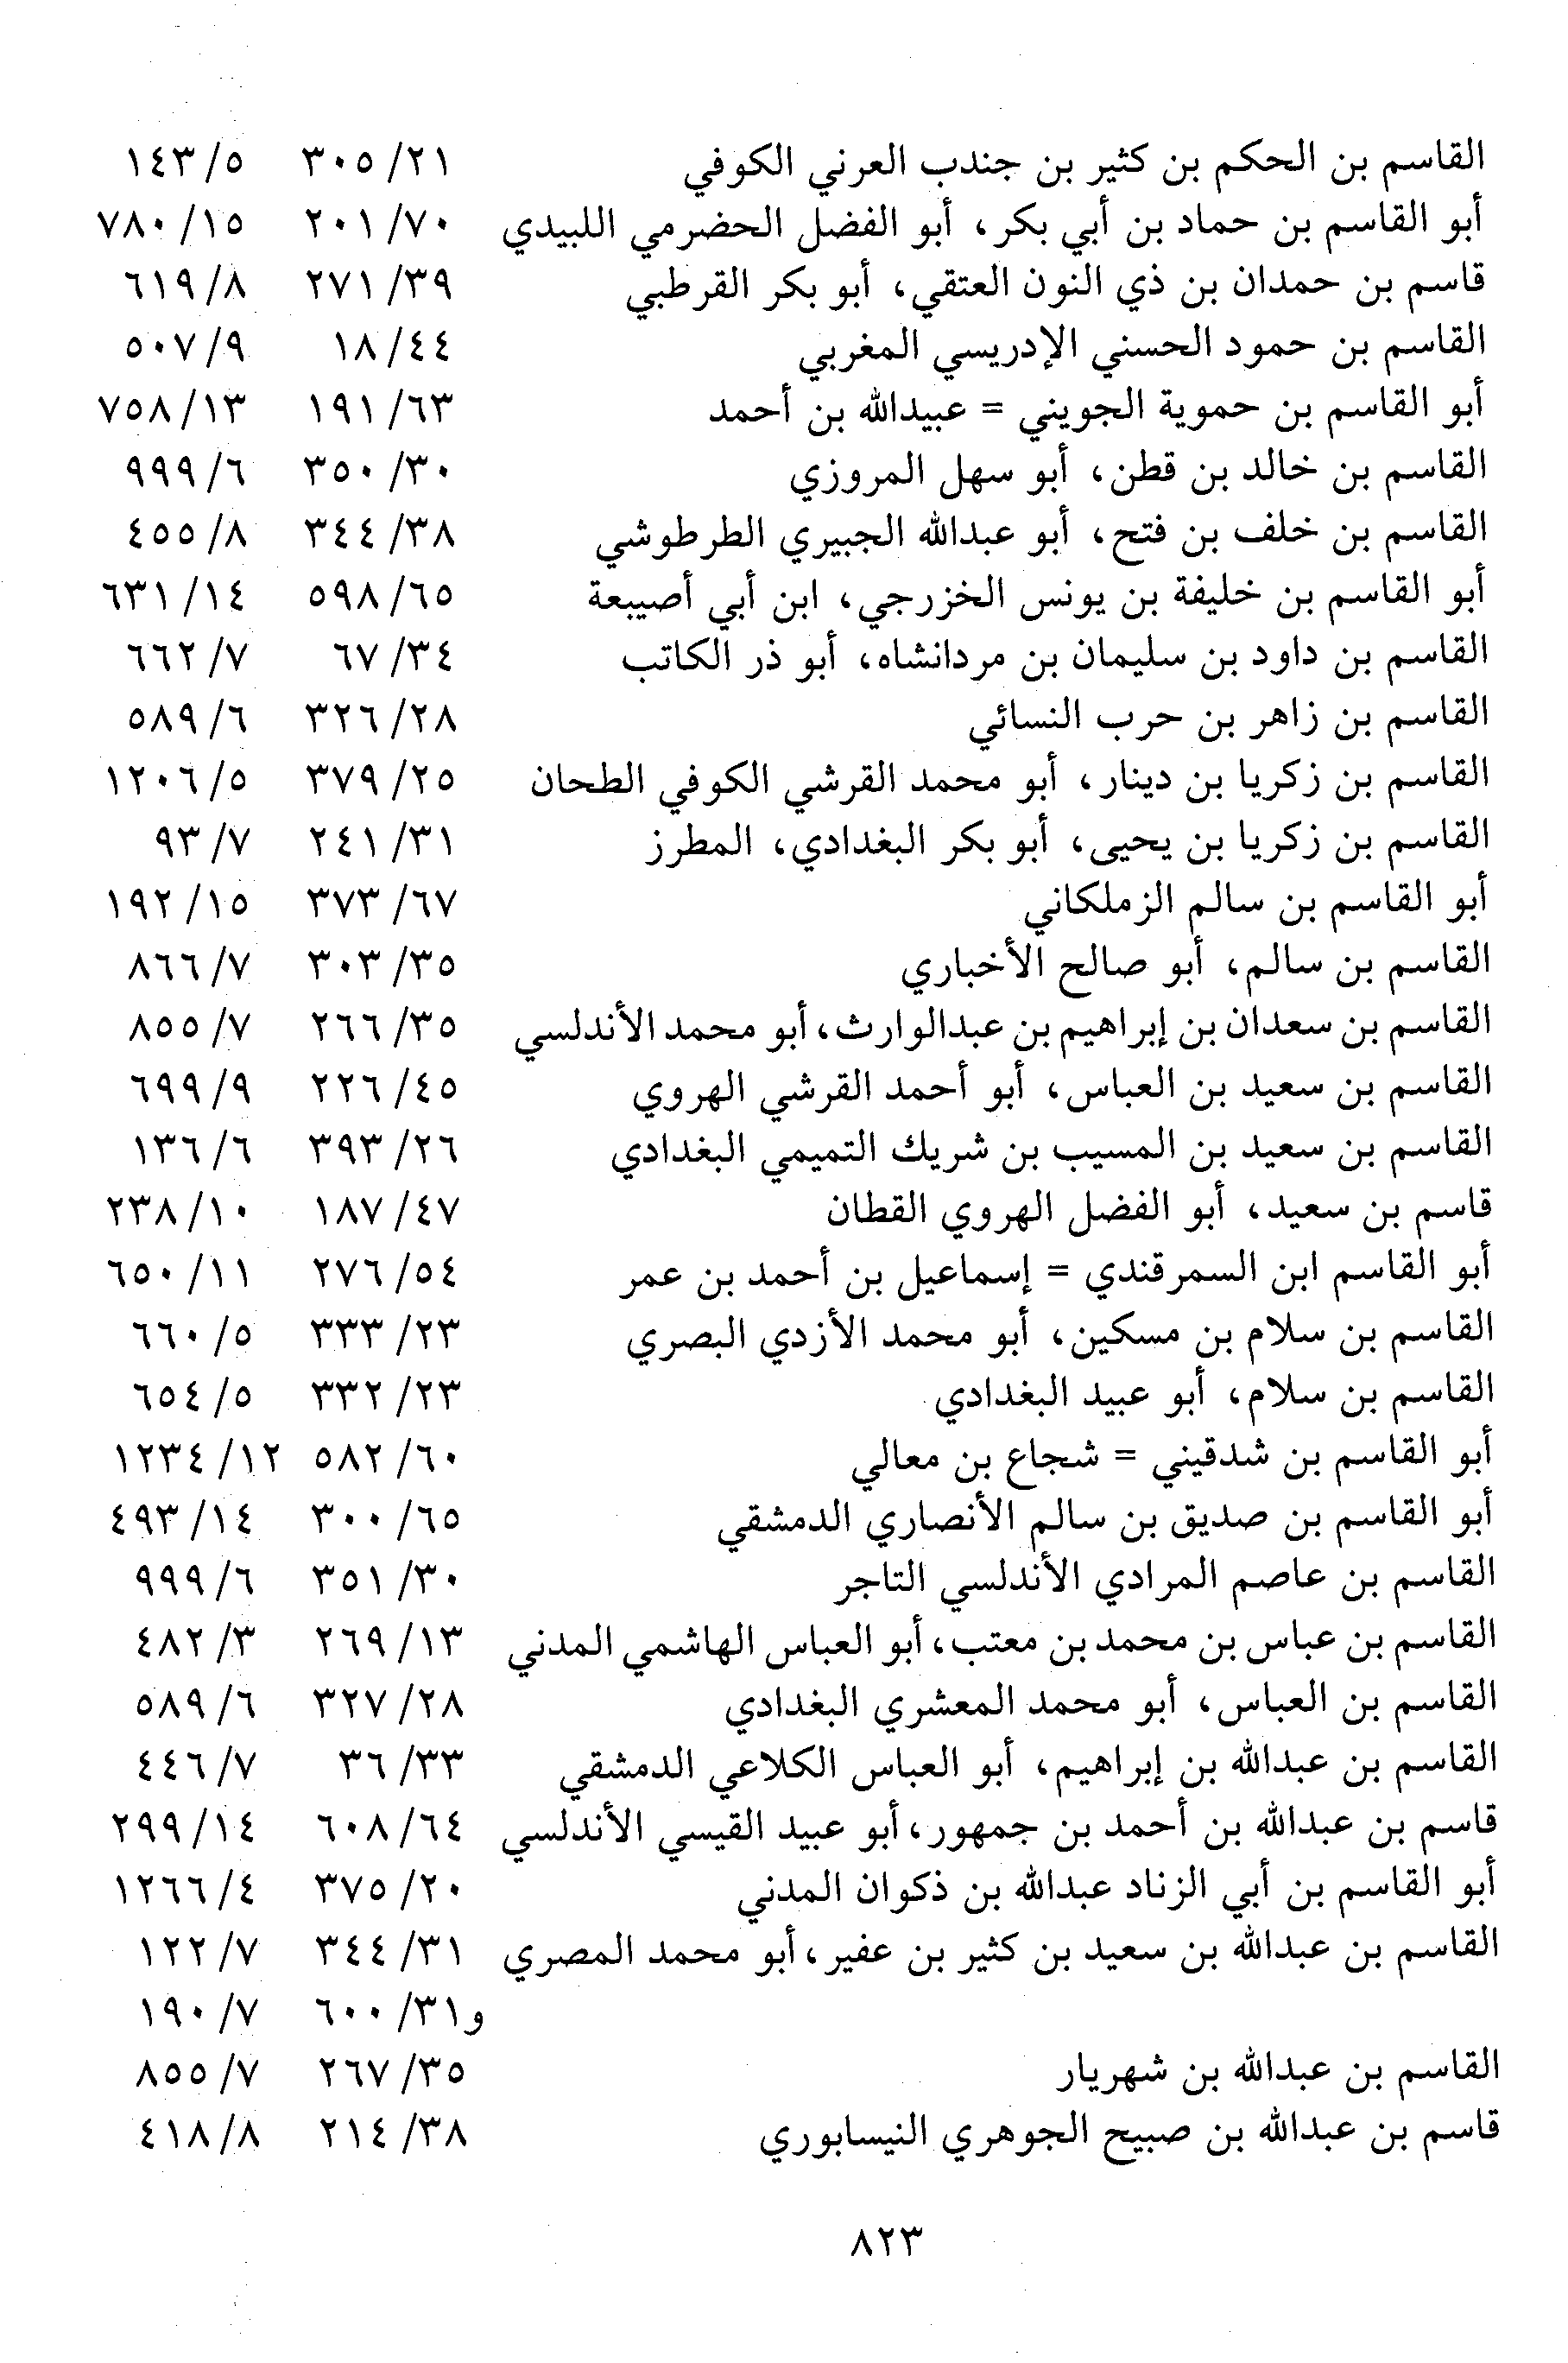 القاسم بن الحكم بن كثير بن جندب العرني الكوفي ٢١/ ٣٠٥ ٥/ ١٤٣
أبو القاسم بن حماد بن أبي بكر، أبو الفضل الحضرمي اللبيدي ٧٠/ ٢٠١ ١٥/ ٧٨٠
قاسم بن حمدان بن ذي النون العتقي، أبو بكر القرطبي ٣٩/ ٢٧١ ٨/ ٦١٩
القاسم بن حمود الحسني الإدريسي المغربي ٤٤/ ١٨ ٩/ ٥٠٧
أبو القاسم بن حموية الجويني = عبيدالله بن أحمد ٦٣/ ١٩١ ١٣/ ٧٥٨
القاسم بن خالد بن قطن، أبو سهل المروزي ٣٠/ ٣٥٠ ٦/ ٩٩٩
القاسم بن خلف بن فتح، أبو عبدالله الجبيري الطرطوشي ٣٨/ ٣٤٤ ٨/ ٤٥٥
أبو القاسم بن خليفة بن يونس الخزرجي، ابن أبي أصيبعة ٦٥/ ٥٩٨ ١٤/ ٦٣١
القاسم بن داود بن سليمان بن مردانشاه، أبو ذر الكاتب ٣٤/ ٦٧ ٧/ ٦٦٢
القاسم بن زاهر بن حرب النسائي ٢٨/ ٣٢٦ ٦/ ٥٨٩
القاسم بن زكريا بن دينار، أبو محمد القرشي الكوفي الطحان ٢٥/ ٣٧٩ ٥/ ١٢٠٦
القاسم بن زكريا بن يحيى، أبو بكر البغدادي، المطرز ٣١/ ٢٤١ ٧/ ٩٣
أبو القاسم بن سالم الزملكاني ٦٧/ ٣٧٣ ١٥/ ١٩٢
القاسم بن سالم، أبو صالح الأخباري ٣٥/ ٣٠٣ ٧/ ٨٦٦
القاسم بن سعدان بن إبراهيم بن عبدالوارث، أبو محمد الأندلسي ٣٥/ ٢٦٦ ٧/ ٨٥٥
القاسم بن سعيد بن العباس، أبو أحمد القرشي الهروي ٤٥/ ٢٢٦ ٩/ ٦٩٩
القاسم بن سعيد بن المسيب بن شريك التميمي البغدادي ٢٦/ ٣٩٣ ٦/ ١٣٦
قاسم بن سعيد، أبو الفضل الهروي القطان ٤٧/ ١٨٧ ١٠/ ٢٣٨
أبو القاسم ابن السمرقندي = إسماعيل بن أحمد بن عمر ٥٤/ ٢٧٦ ١١/ ٦٥٠
القاسم بن سلام بن مسكين، أبو محمد الأزدي البصري ٢٣/ ٣٣٣ ٥/ ٦٦٠
القاسم بن سلام، أبو عبيد البغدادي ٢٣/ ٣٣٢ ٥/ ٦٥٤
أبو القاسم بن شدقيني = شجاع بن معالي ٦٠/ ٥٨٢ ١٢/ ١٢٣٤
أبو القاسم بن صديق بن سالم الأنصاري الدمشقي ٦٥/ ٣٠٠ ١٤/ ٤٩٣
القاسم بن عاصم المرادي الأندلسي التاجر ٣٠/ ٣٥١ ٦/ ٩٩٩
القاسم بن عباس بن محمد بن معتب، أبو العباس الهاشمي المدني ١٣/ ٢٦٩ ٣/ ٤٨٢
القاسم بن العباس، أبو محمد المعشري البغدادي ٢٨/ ٣٢٧ ٦/ ٥٨٩
القاسم بن عبدالله بن إبراهيم، أبو العباس الكلاعي الدمشقي ٣٣/ ٣٦ ٧/ ٤٤٦
قاسم بن عبدالله بن أحمد بن جمهور، أبو عبيد القيسي الأندلسي ٦٤/ ٦٠٨ ١٤/ ٢٩٩
أبو القاسم بن أبي الزناد عبدالله بن ذكوان المدني ٢٠/ ٣٧٥ ٤/ ١٢٦٦
القاسم بن عبدالله بن سعيد بن كثير بن عفير، أبو محمد المصري ٣١/ ٣٤٤ ٧/ ١٢٢
و٣١/ ٦٠٠ ٧/ ١٩٠
القاسم بن عبدالله بن شهريار ٣٥/ ٢٦٧ ٧/ ٨٥٥
قاسم بن عبدالله بن صبيح الجوهري النيسابوري ٣٨/ ٢١٤ ٨/ ٤١٨
٨٢٣